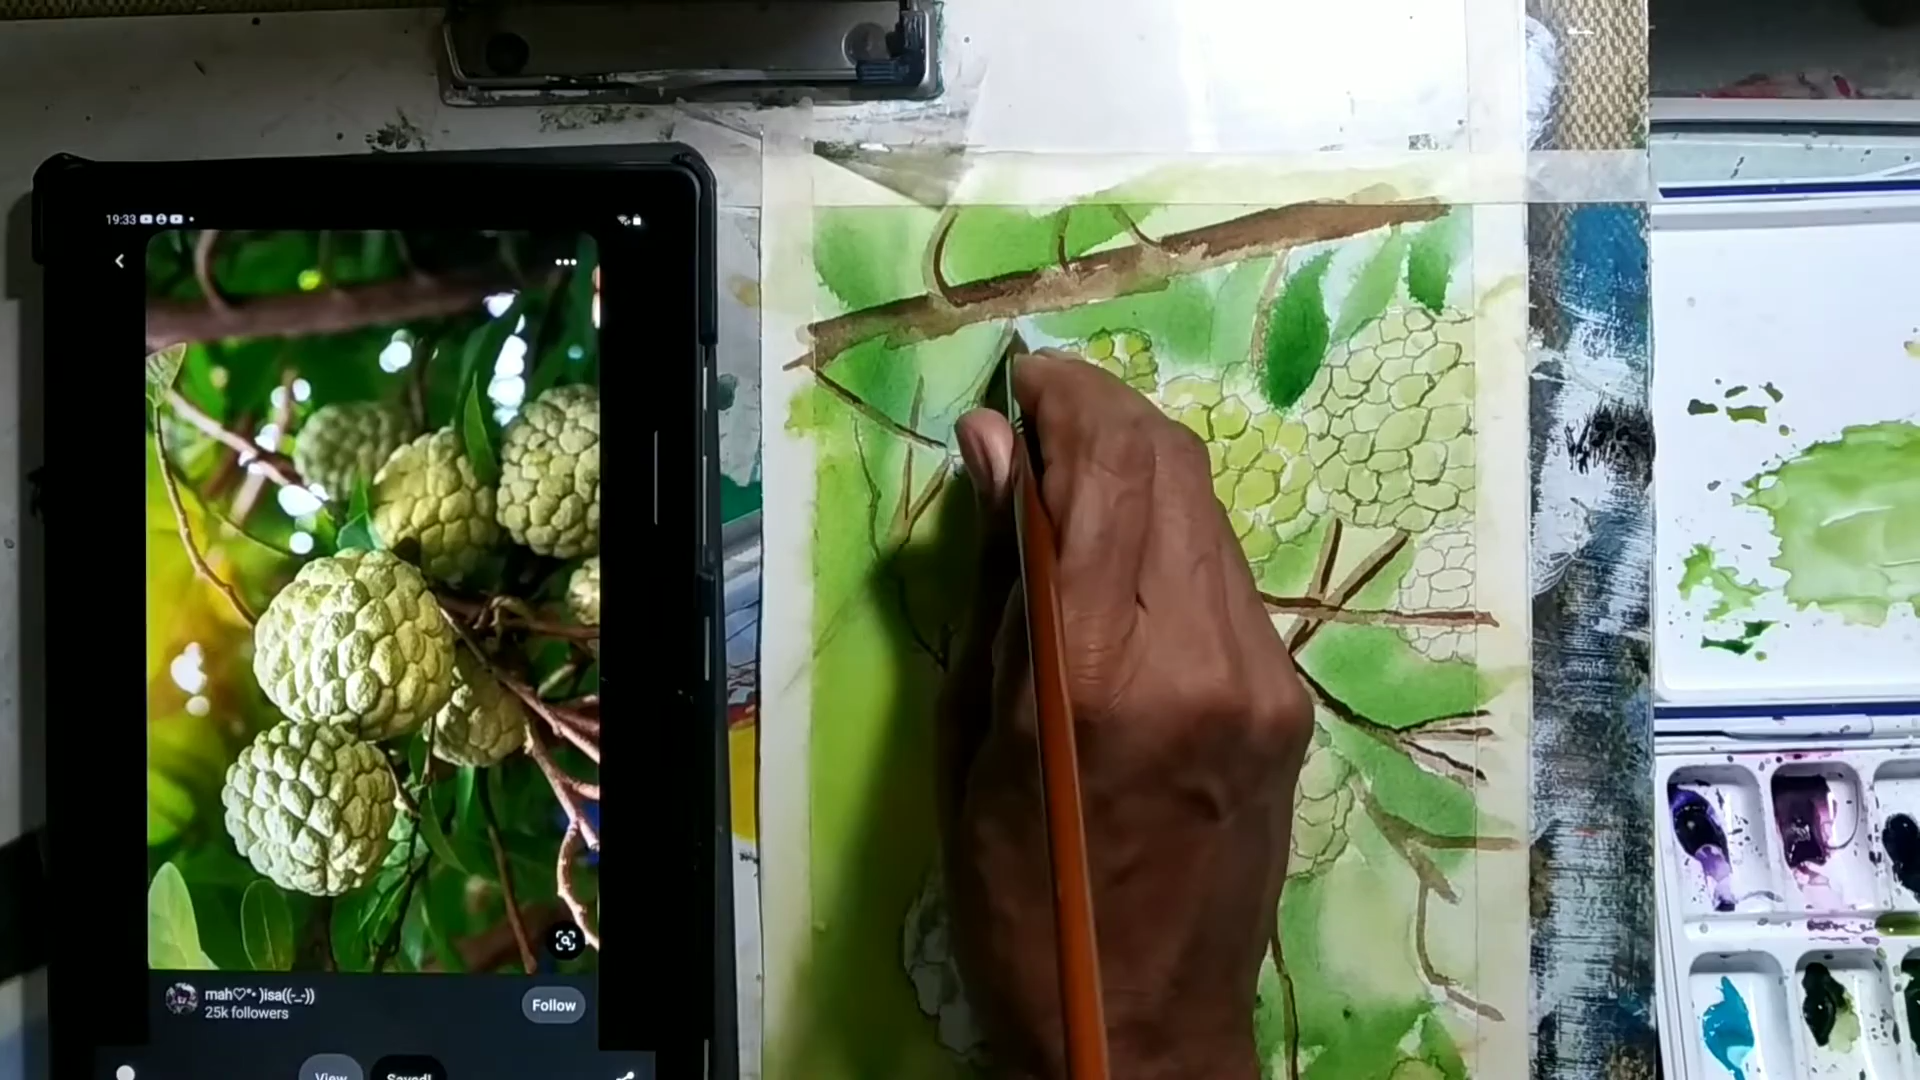 19:33
mah♡*• )isa((-_-))
25k followers
Follow
View
Saved!